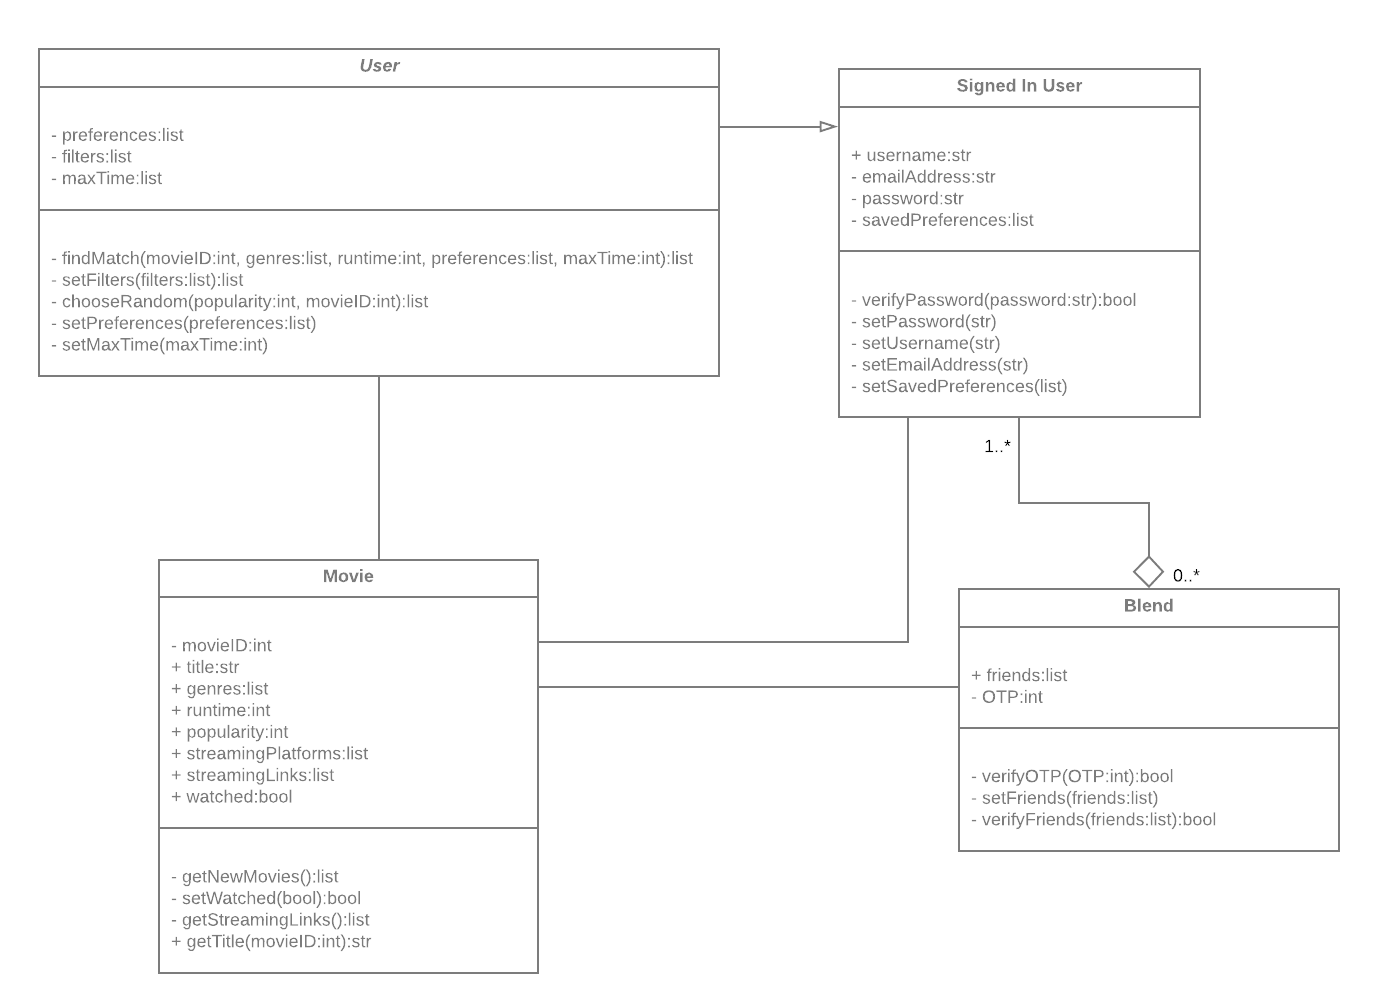 User
- preferences:list
- filters:list
- maxTime:list
- findMatch(movieID:int, genres:list, runtime:int, preferences:list, maxTime:int):list
- setFilters(filters:list):list
- chooseRandom(popularity:int, movieID:int):list
- setPreferences(preferences:list)
- setMaxTime(maxTime:int)
Signed In User
+ username:str
- emailAddress:str
- password:str
- savedPreferences:list
- verifyPassword(password:str):bool
- setPassword(str)
- setUsername(str)
- setEmailAddress(str)
- setSavedPreferences(list)
1..*
0..*
Movie
- movieID:int
+ title:str
+ genres:list
+ runtime:int
+ popularity:int
+ streamingPlatforms:list
+ streamingLinks:list
+ watched:bool
- getNewMovies():list
- setWatched(bool):bool
- getStreamingLinks():list
+ getTitle(movieID:int):str
Blend
+ friends:list
- OTP:int
- verifyOTP(OTP:int):bool
- setFriends(friends:list)
- verifyFriends(friends:list):bool